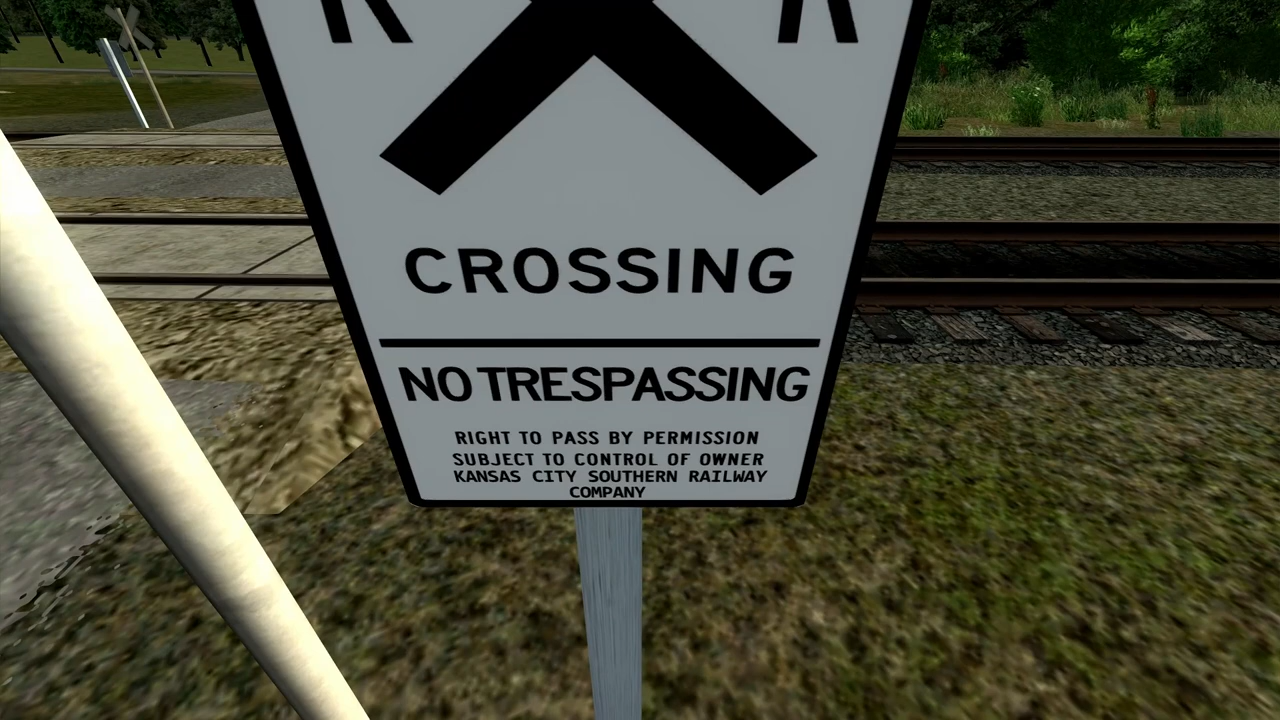 R R
CROSSING
NO TRESPASSING
RIGHT TO PASS BY PERMISSION
SUBJECT TO CONTROL OF OWNER
KANSAS CITY SOUTHERN RAILWAY
COMPANY